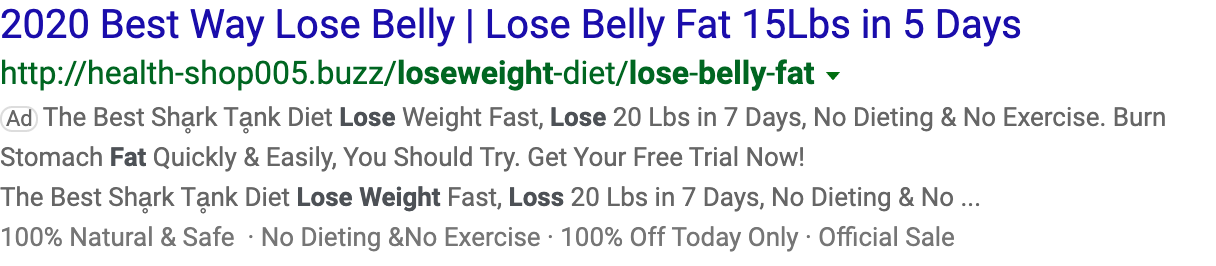 2020 Best Way Lose Belly | Lose Belly Fat 15Lbs in 5 Days
http://health-shop005.buzz/loseweight-diet/lose-belly-fat
Ad The Best Shḁrk Tḁnk Diet Lose Weight Fast, Lose 20 Lbs in 7 Days, No Dieting & No Exercise. Burn
Stomach Fat Quickly & Easily, You Should Try. Get Your Free Trial Now!
The Best Shḁrk Tḁnk Diet Lose Weight Fast, Loss 20 Lbs in 7 Days, No Dieting & No ...
100% Natural & Safe · No Dieting &No Exercise · 100% Off Today Only · Official Sale